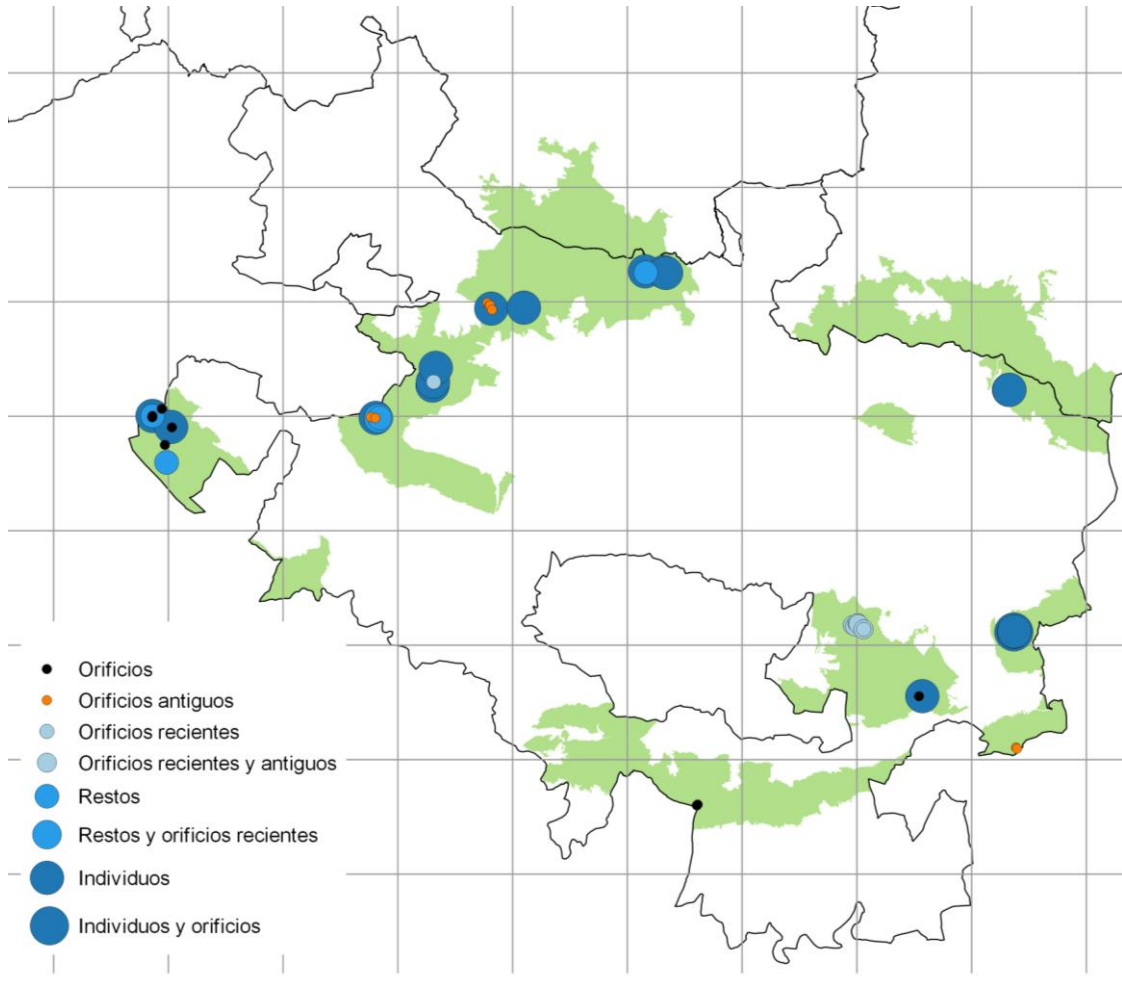 Orificios
Orificios antiguos
Orificios recientes
Orificios recientes y antiguos
Restos
Restos y orificios recientes
Individuos
Individuos y orificios